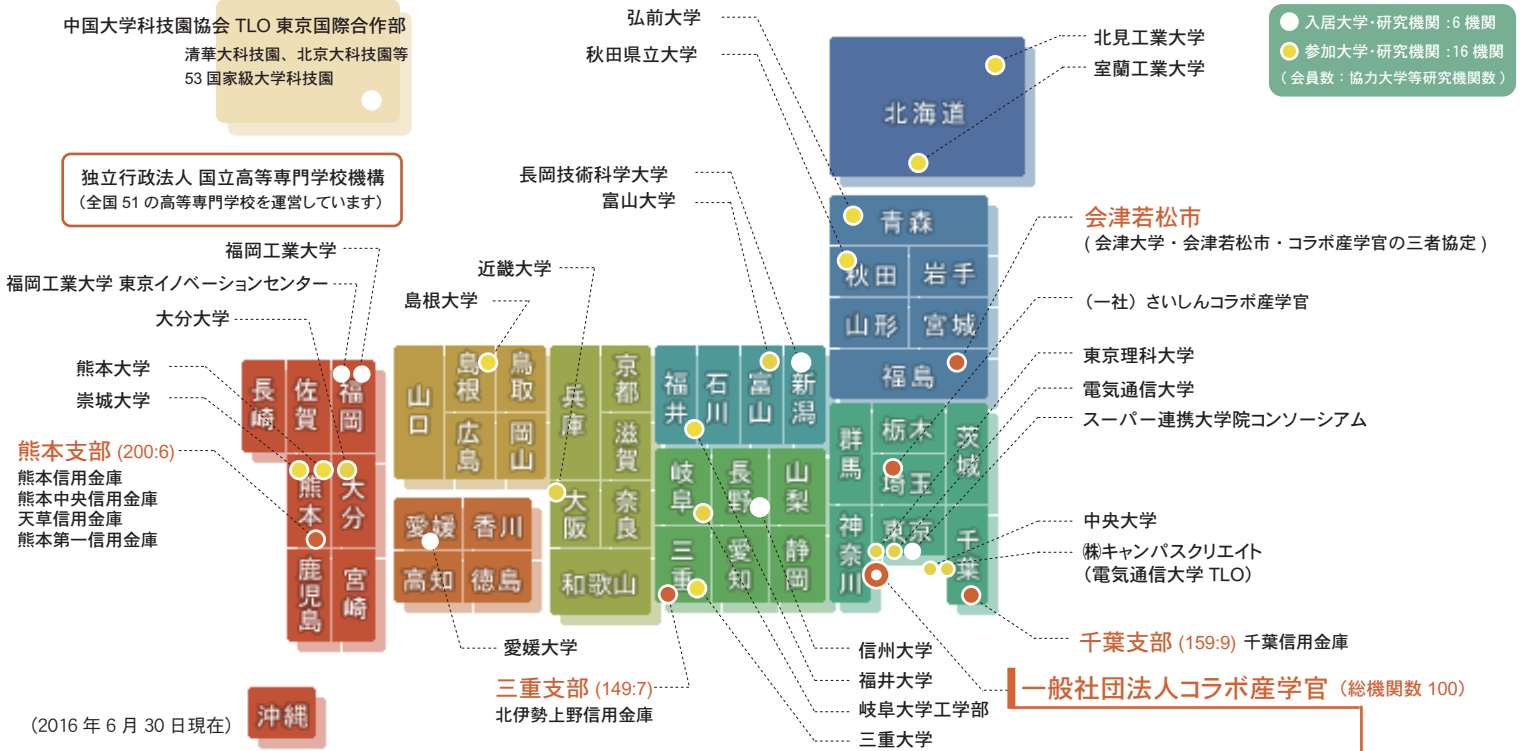 中国大学科技園協会 TLO 東京国際合作部
清華大科技園、北京大科技園等
53 国家級大学科技園
独立行政法人 国立高等専門学校機構
（全国 51 の高等専門学校を運営しています）
入居大学・研究機関：6 機関
参加大学・研究機関：16 機関
（会員数：協力大学等研究機関数）
弘前大学
秋田県立大学
北見工業大学
室蘭工業大学
北海道
長岡技術科学大学
富山大学
青森
秋田
岩手
山形
宮城
福島
会津若松市
( 会津大学・会津若松市・コラボ産学官の三者協定 )
（一社）さいしんコラボ産学官
東京理科大学
電気通信大学
スーパー連携大学院コンソーシアム
福岡工業大学
福岡工業大学 東京イノベーションセンター
大分大学
熊本大学
崇城大学
熊本支部 (200:6)
熊本信用金庫
熊本中央信用金庫
天草信用金庫
熊本第一信用金庫
近畿大学
島根大学
長崎
佐賀
福岡
熊本
大分
鹿児島
宮崎
沖縄
山口
島根
鳥取
広島
岡山
愛媛
香川
高知
徳島
兵庫
京都
滋賀
大阪
奈良
和歌山
福井
石川
富山
新潟
岐阜
長野
山梨
三重
愛知
静岡
群馬
栃木
茨城
埼玉
神奈川
東京
千葉
中央大学
㈱キャンパスクリエイト
（電気通信大学 TLO）
千葉支部 (159:9) 千葉信用金庫
愛媛大学
三重支部 (149:7)
北伊勢上野信用金庫
信州大学
福井大学
岐阜大学工学部
三重大学
一般社団法人コラボ産学官（総機関数 100）
（2016 年 6 月 30 日現在）